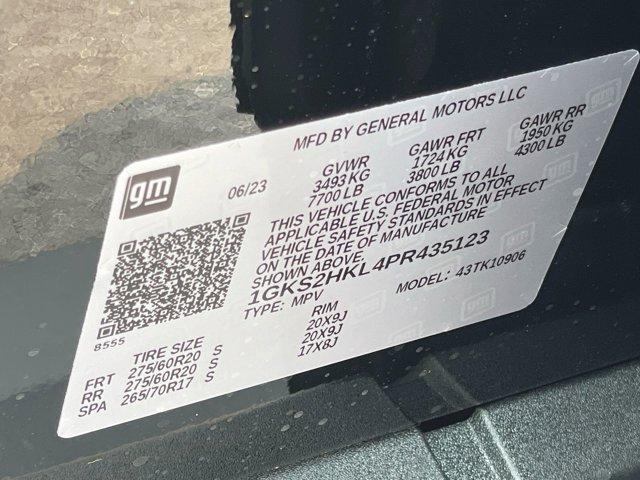 MFD BY GENERAL MOTORS LLC
gm
06/23
GVWR
3493 KG
7700 LB
GAWR FRT
1724 KG
3800 LB
GAWR RR
1950 KG
4300 LB
THIS VEHICLE CONFORMS TO ALL
APPLICABLE U.S. FEDERAL MOTOR
VEHICLE SAFETY STANDARDS IN EFFECT
ON THE DATE OF MANUFACTURE
SHOWN ABOVE.
1GKS2HKL4PR435123
TYPE: MPV
MODEL: 43TK10906
8555
TIRE SIZE RIM
FRT 275/60R20 S 20X9J
RR 275/60R20 S 20X9J
SPA 265/70R17 S 17X8J